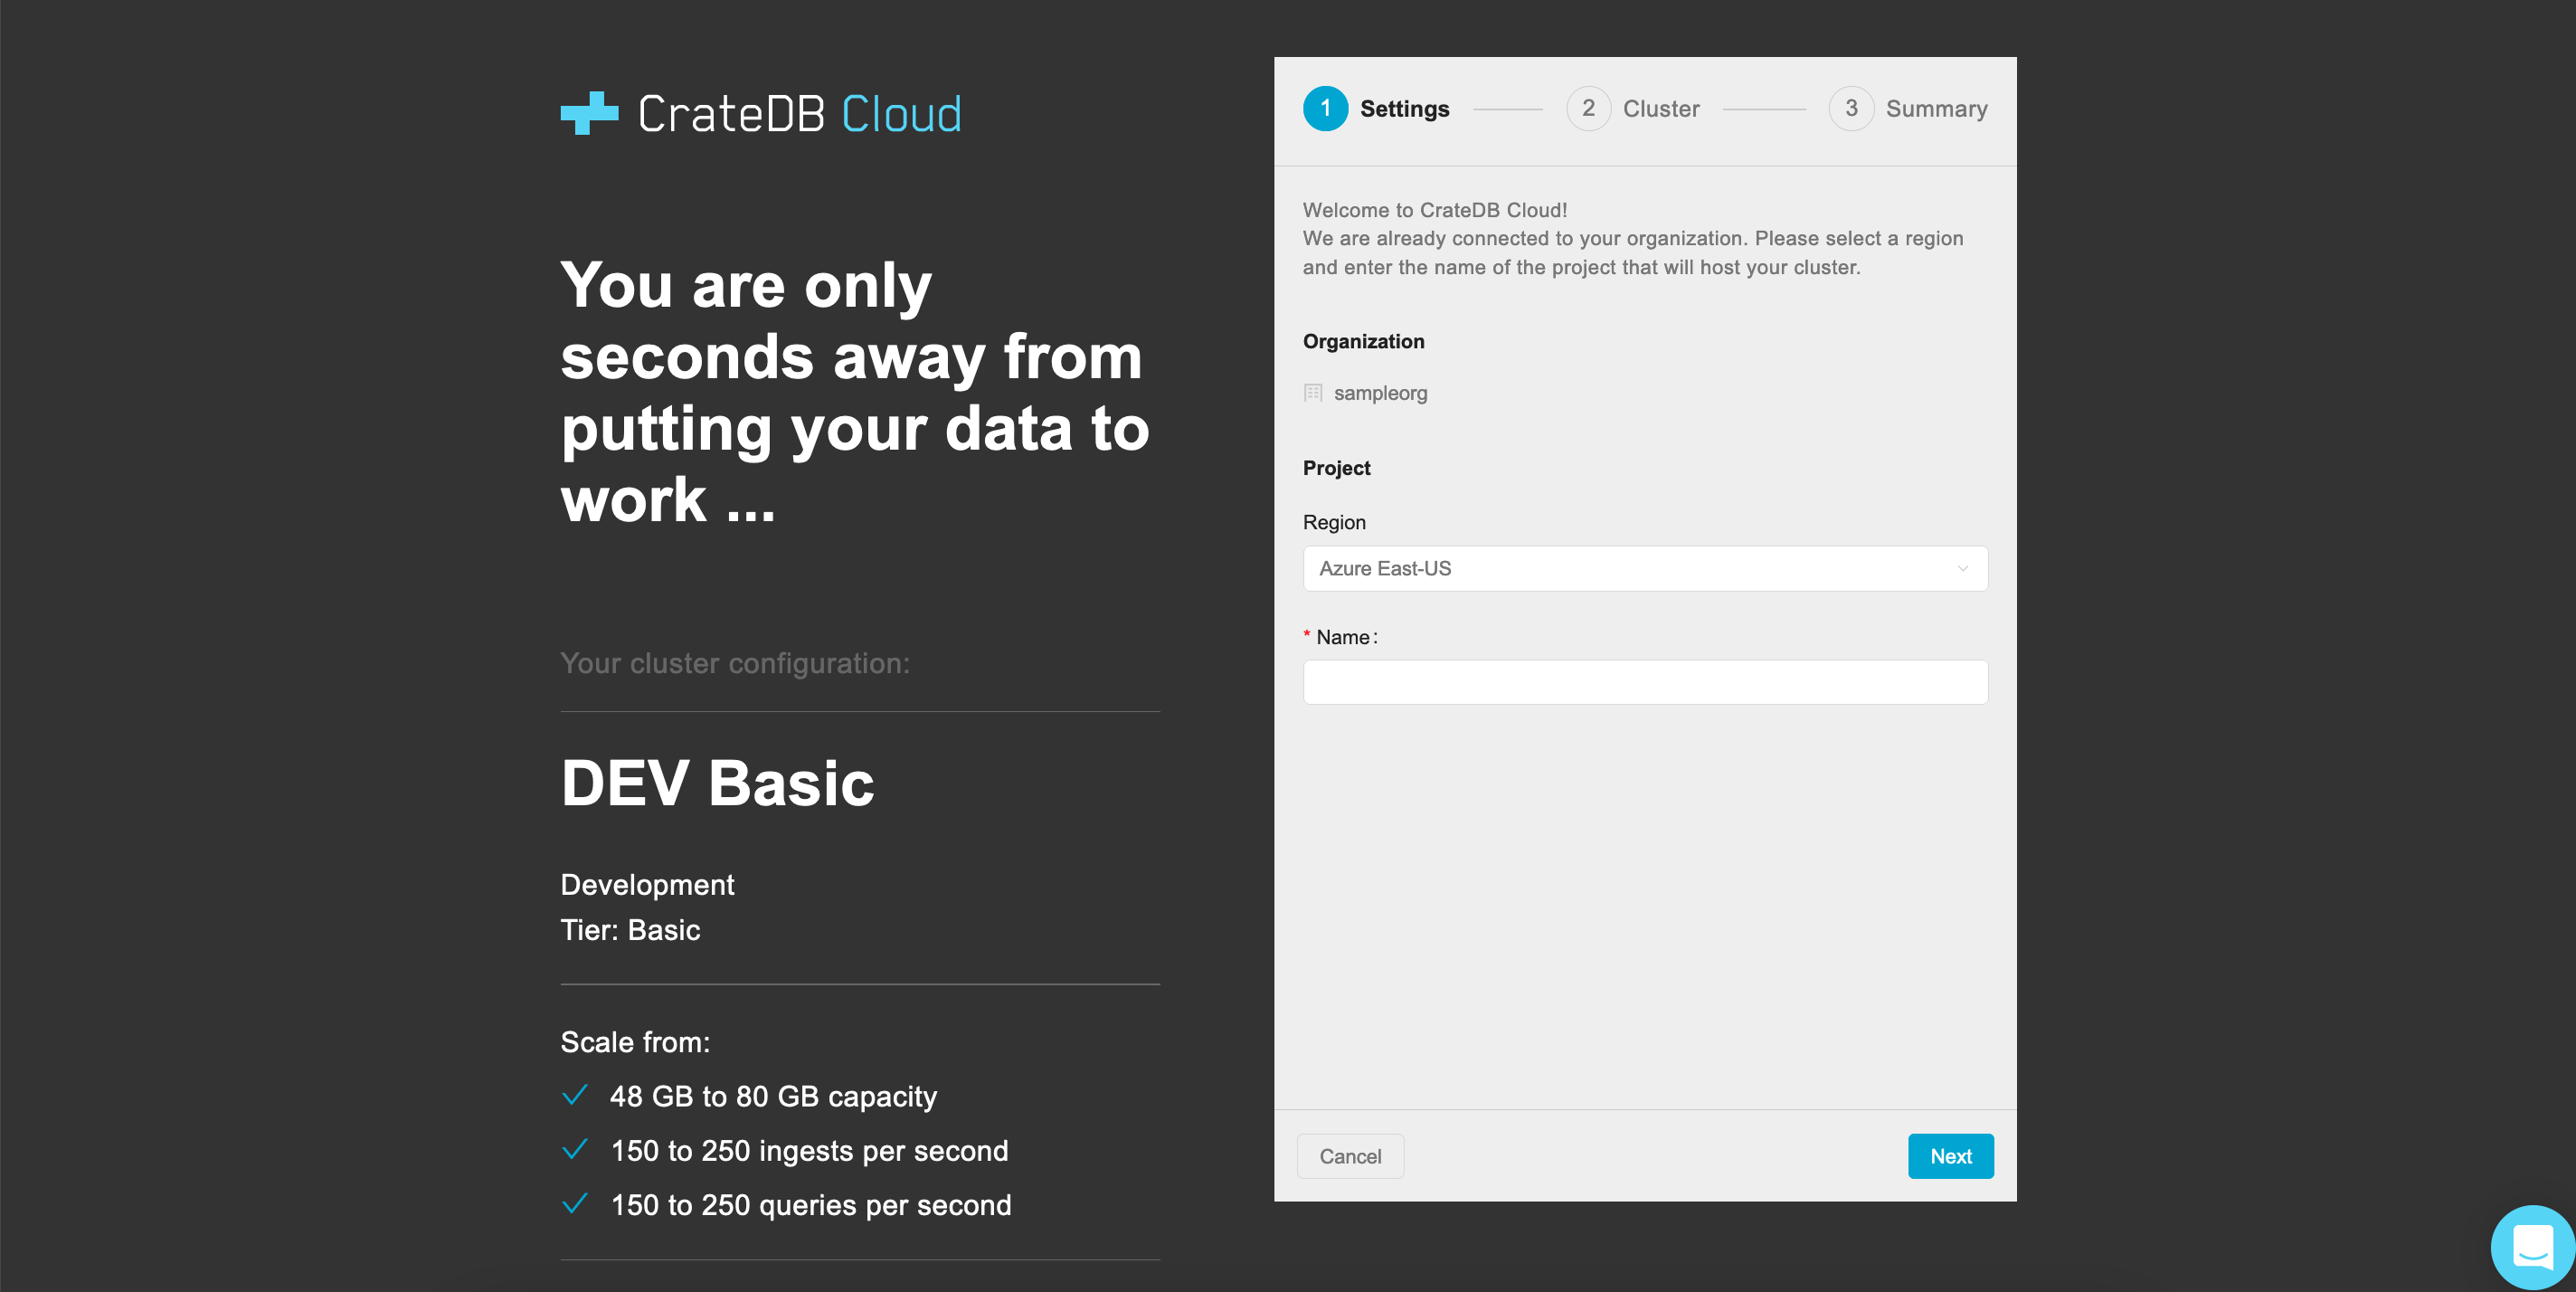 CrateDB Cloud
You are only
seconds away from
putting your data to
work ...
Your cluster configuration:
DEV Basic
Development
Tier: Basic
Scale from:
48 GB to 80 GB capacity
150 to 250 ingests per second
150 to 250 queries per second
1 Settings 2 Cluster 3 Summary
Welcome to CrateDB Cloud!
We are already connected to your organization. Please select a region
and enter the name of the project that will host your cluster.
Organization
sampleorg
Project
Region
Azure East-US
* Name:
Cancel Next